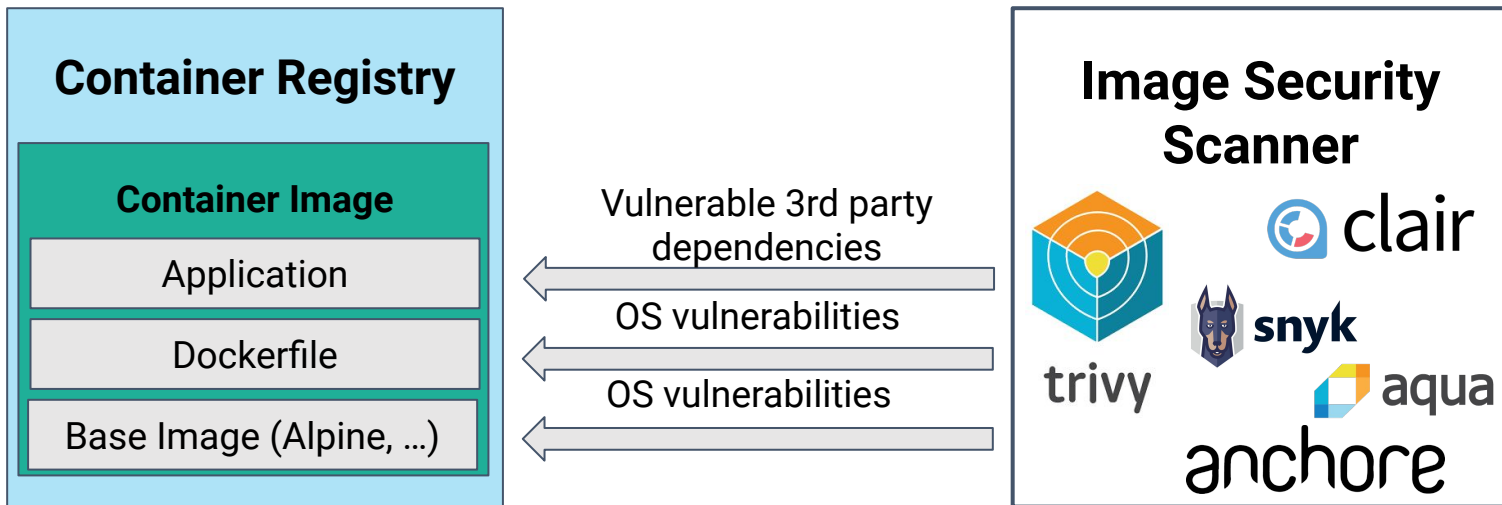 Container Registry
Container Image
Application
Dockerfile
Base Image (Alpine, …)
Vulnerable 3rd party
dependencies
OS vulnerabilities
OS vulnerabilities
Image Security
Scanner
trivy
clair
snyk
aqua
anchore